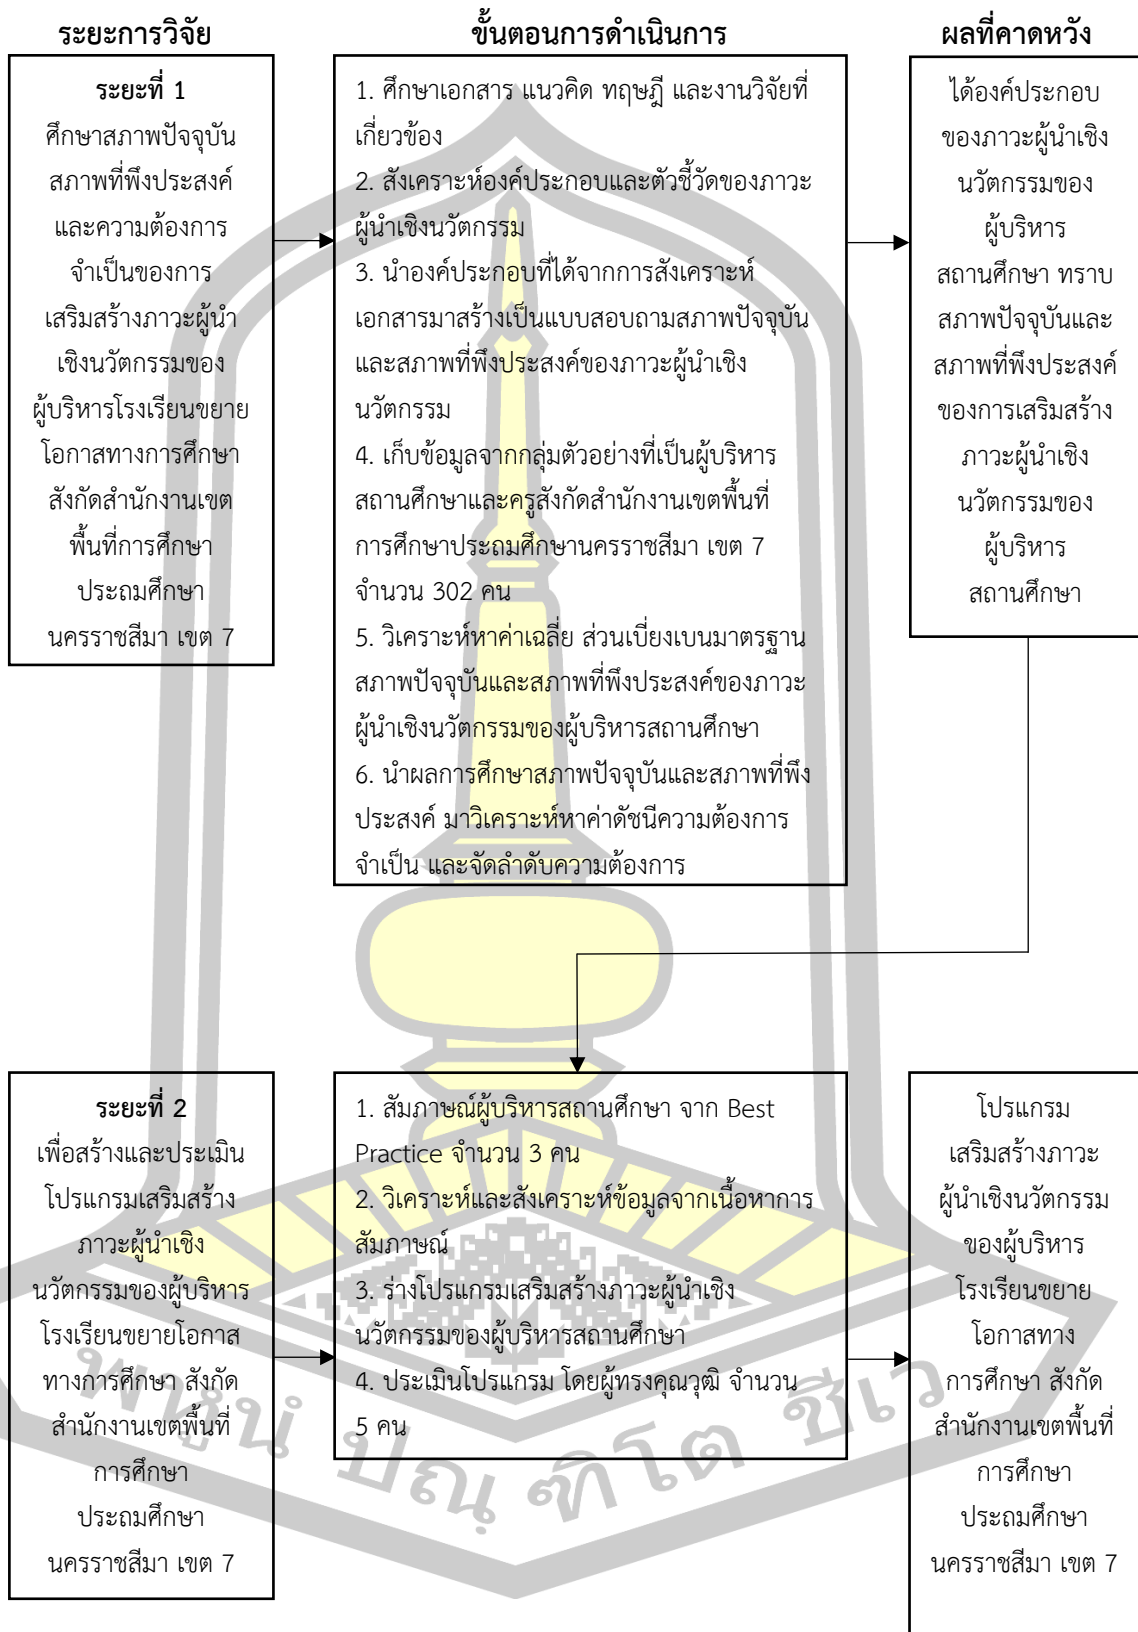 ระยะการวิจัย
ขั้นตอนการดำเนินการ
ผลที่คาดหวัง
ระยะที่ 1
ศึกษาสภาพปัจจุบัน
สภาพที่พึงประสงค์
และความต้องการ
จำเป็นของการ
เสริมสร้างภาวะผู้นำ
เชิงนวัตกรรมของ
ผู้บริหารโรงเรียนขยาย
โอกาสทางการศึกษา
สังกัดสำนักงานเขต
พื้นที่การศึกษา
ประถมศึกษา
นครราชสีมา เขต 7
1. ศึกษาเอกสาร แนวคิด ทฤษฎี และงานวิจัยที่
เกี่ยวข้อง
2. สังเคราะห์องค์ประกอบและตัวชี้วัดของภาวะ
ผู้นำเชิงนวัตกรรม
3. นำองค์ประกอบที่ได้จากการสังเคราะห์
เอกสารมาสร้างเป็นแบบสอบถามสภาพปัจจุบัน
และสภาพที่พึงประสงค์ของภาวะผู้นำเชิง
นวัตกรรม
4. เก็บข้อมูลจากกลุ่มตัวอย่างที่เป็นผู้บริหาร
สถานศึกษาและครูสังกัดสำนักงานเขตพื้นที่
การศึกษาประถมศึกษานครราชสีมา เขต 7
จำนวน 302 คน
5. วิเคราะห์หาค่าเฉลี่ย ส่วนเบี่ยงเบนมาตรฐาน
สภาพปัจจุบันและสภาพที่พึงประสงค์ของภาวะ
ผู้นำเชิงนวัตกรรมของผู้บริหารสถานศึกษา
6. นำผลการศึกษาสภาพปัจจุบันและสภาพที่พึง
ประสงค์ มาวิเคราะห์หาค่าดัชนีความต้องการ
จำเป็น และจัดลำดับความต้องการ
ได้องค์ประกอบ
ของภาวะผู้นำเชิง
นวัตกรรมของ
ผู้บริหาร
สถานศึกษา ทราบ
สภาพปัจจุบันและ
สภาพที่พึงประสงค์
ของการเสริมสร้าง
ภาวะผู้นำเชิง
นวัตกรรมของ
ผู้บริหาร
สถานศึกษา
ระยะที่ 2
เพื่อสร้างและประเมิน
โปรแกรมเสริมสร้าง
ภาวะผู้นำเชิง
นวัตกรรมของผู้บริหาร
โรงเรียนขยายโอกาส
ทางการศึกษา สังกัด
สำนักงานเขตพื้นที่
การศึกษา
ประถมศึกษา
นครราชสีมา เขต 7
1. สัมภาษณ์ผู้บริหารสถานศึกษา จาก Best
Practice จำนวน 3 คน
2. วิเคราะห์และสังเคราะห์ข้อมูลจากเนื้อหาการ
สัมภาษณ์
3. ร่างโปรแกรมเสริมสร้างภาวะผู้นำเชิง
นวัตกรรมของผู้บริหารสถานศึกษา
4. ประเมินโปรแกรม โดยผู้ทรงคุณวุฒิ จำนวน
5 คน
โปรแกรม
เสริมสร้างภาวะ
ผู้นำเชิงนวัตกรรม
ของผู้บริหาร
โรงเรียนขยาย
โอกาสทาง
การศึกษา สังกัด
สำนักงานเขตพื้นที่
การศึกษา
ประถมศึกษา
นครราชสีมา เขต 7
พหูนํ ปณฺฑิโต ชีเว